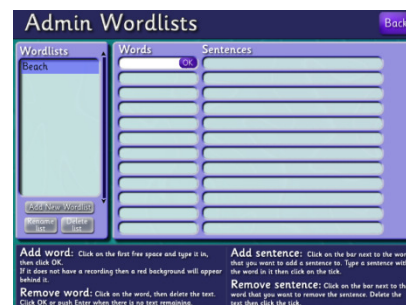 Admin Wordlists
Back
Wordlists
Words
Sentences
Beach
OK
Add New Wordlist
Rename list
Delete list
Add word: Click on the first free space and type it in,
then click OK.
If it does not have a recording then a red background will appear
behind it.
Remove word: Click on the word, then delete the text.
Click OK or push Enter when there is no text remaining.
Add sentence: Click on the bar next to the word
that you want to add a sentence to. Type a sentence with
the word in it then click on the tick.
Remove sentence: Click on the bar next to the
word that you want to remove the sentence. Delete the
text then click the tick.